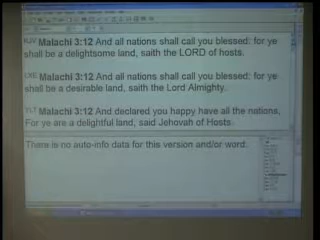 KJV Malachi 3:12 And all nations shall call you blessed: for ye
shall be a delightsome land, saith the LORD of hosts.
Malachi 3:12 And all nations shall call you blessed: for ye
shall be a desirable land, saith the Lord Almighty.
YLT Malachi 3:12 And declared you happy have all the nations,
For ye are a delightful land, said Jehovah of Hosts.
There is no auto-info data for this version and/or word.